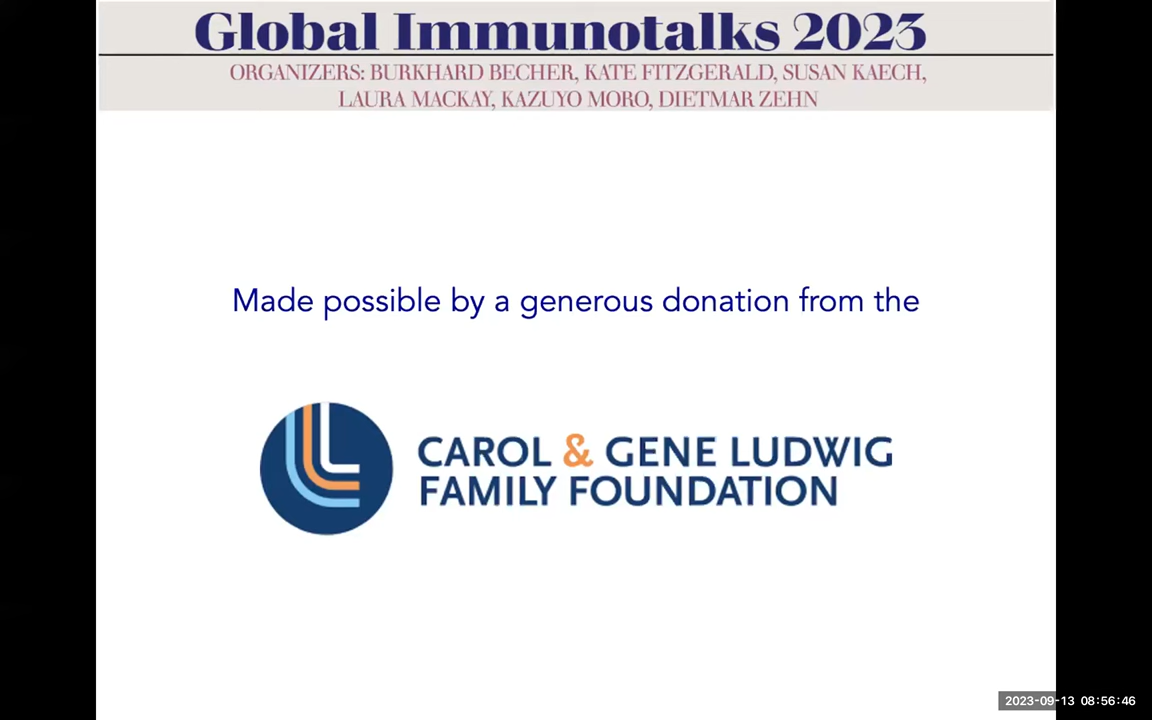 Global Immunotalks 2023
ORGANIZERS: BURKHARD BECHER, KATE FITZGERALD, SUSAN KAECH,
LAURA MACKAY, KAZUYO MORO, DIETMAR ZEHN
Made possible by a generous donation from the
CAROL & GENE LUDWIG
FAMILY FOUNDATION
2023-09-13 08:56:46